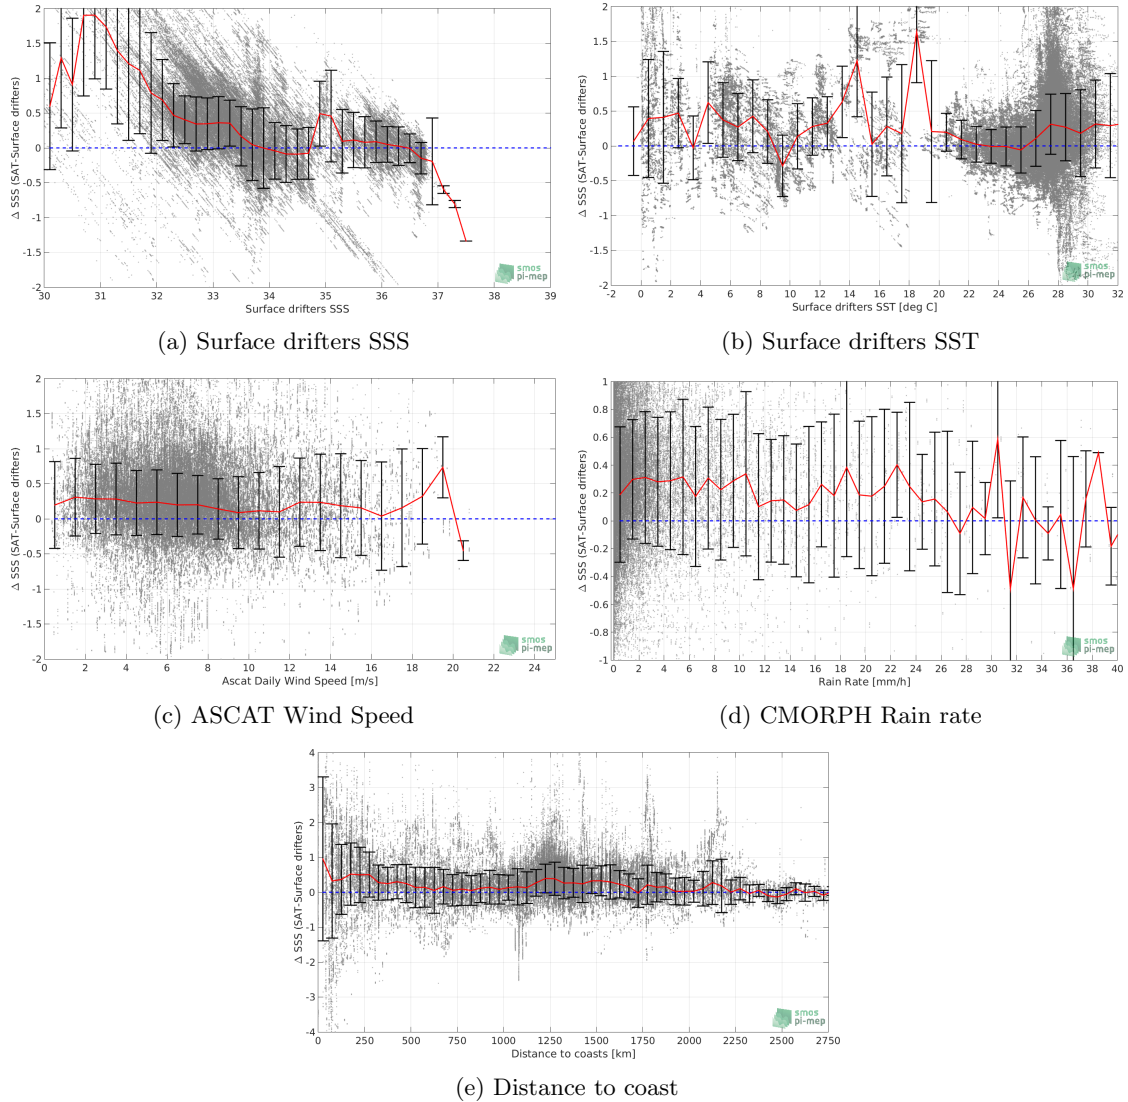 2
1.5
1
0.5
0
-0.5
-1
-1.5
-2
Δ SSS (SAT-Surface drifters)
30 31 32 33 34 35 36 37 38 39
Surface drifters SSS
smos
pi-mep
(a) Surface drifters SSS
2
1.5
1
0.5
0
-0.5
-1
-1.5
-2
Δ SSS (SAT-Surface drifters)
-2 0 2 4 6 8 10 12 14 16 18 20 22 24 26 28 30 32
Surface drifters SST [deg C]
smos
pi-mep
(b) Surface drifters SST
2
1.5
1
0.5
0
-0.5
-1
-1.5
-2
Δ SSS (SAT-Surface drifters)
0 2 4 6 8 10 12 14 16 18 20 22 24
Ascat Daily Wind Speed [m/s]
smos
pi-mep
(c) ASCAT Wind Speed
1
0.8
0.6
0.4
0.2
0
-0.2
-0.4
-0.6
-0.8
-1
Δ SSS (SAT-Surface drifters)
0 2 4 6 8 10 12 14 16 18 20 22 24 26 28 30 32 34 36 38 40
Rain Rate [mm/h]
smos
pi-mep
(d) CMORPH Rain rate
4
3
2
1
0
-1
-2
-3
-4
Δ SSS (SAT-Surface drifters)
0 250 500 750 1000 1250 1500 1750 2000 2250 2500 2750
Distance to coasts [km]
smos
pi-mep
(e) Distance to coast